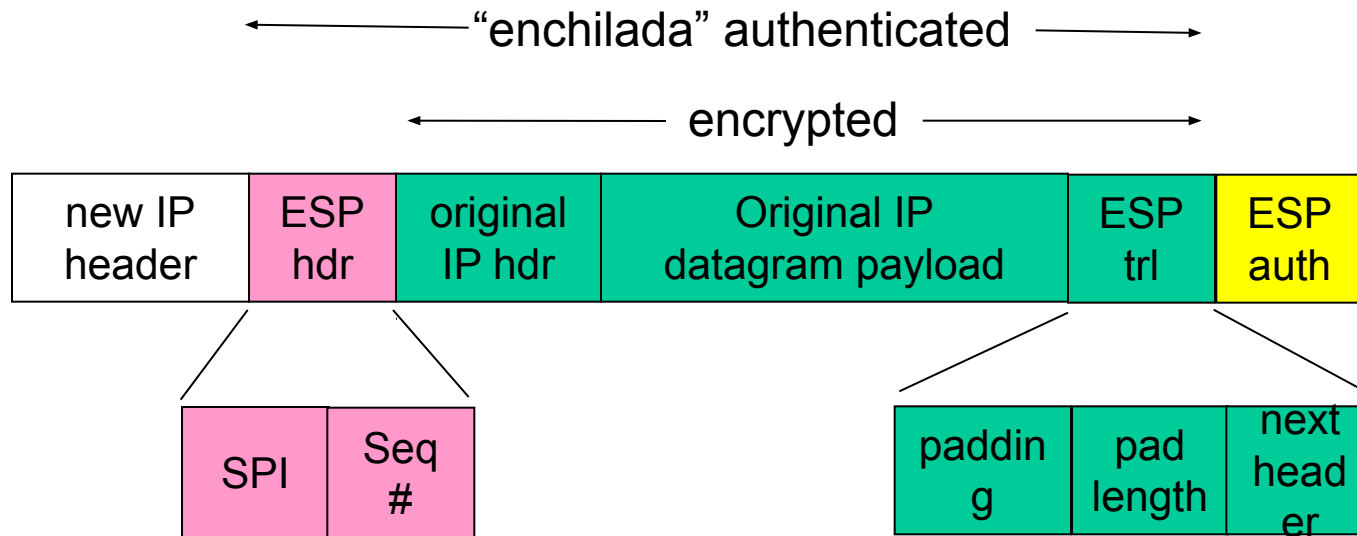 “enchilada” authenticated
encrypted
new IP
header
ESP
hdr
original
IP hdr
Original IP
datagram payload
ESP
trl
ESP
auth
SPI
Seq
#
paddin
g
pad
length
next
head
er